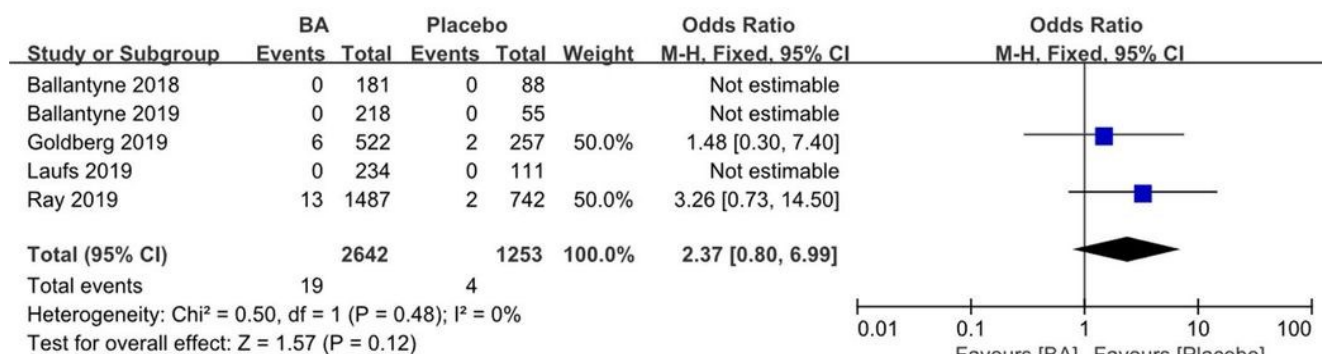 BA Placebo Odds Ratio Odds Ratio
Study or Subgroup Events Total Events Total Weight M-H, Fixed, 95% CI M-H, Fixed, 95% CI
Ballantyne 2018 0 181 0 88 Not estimable
Ballantyne 2019 0 218 0 55 Not estimable
Goldberg 2019 6 522 2 257 50.0% 1.48 [0.30, 7.40]
Laufs 2019 0 234 0 111 Not estimable
Ray 2019 13 1487 2 742 50.0% 3.26 [0.73, 14.50]
Total (95% CI) 2642 1253 100.0% 2.37 [0.80, 6.99]
Total events 19 4
Heterogeneity: Chi² = 0.50, df = 1 (P = 0.48); I² = 0%
Test for overall effect: Z = 1.57 (P = 0.12)
0.01 0.1 1 10 100
Favours [BA] Favours [Placebo]